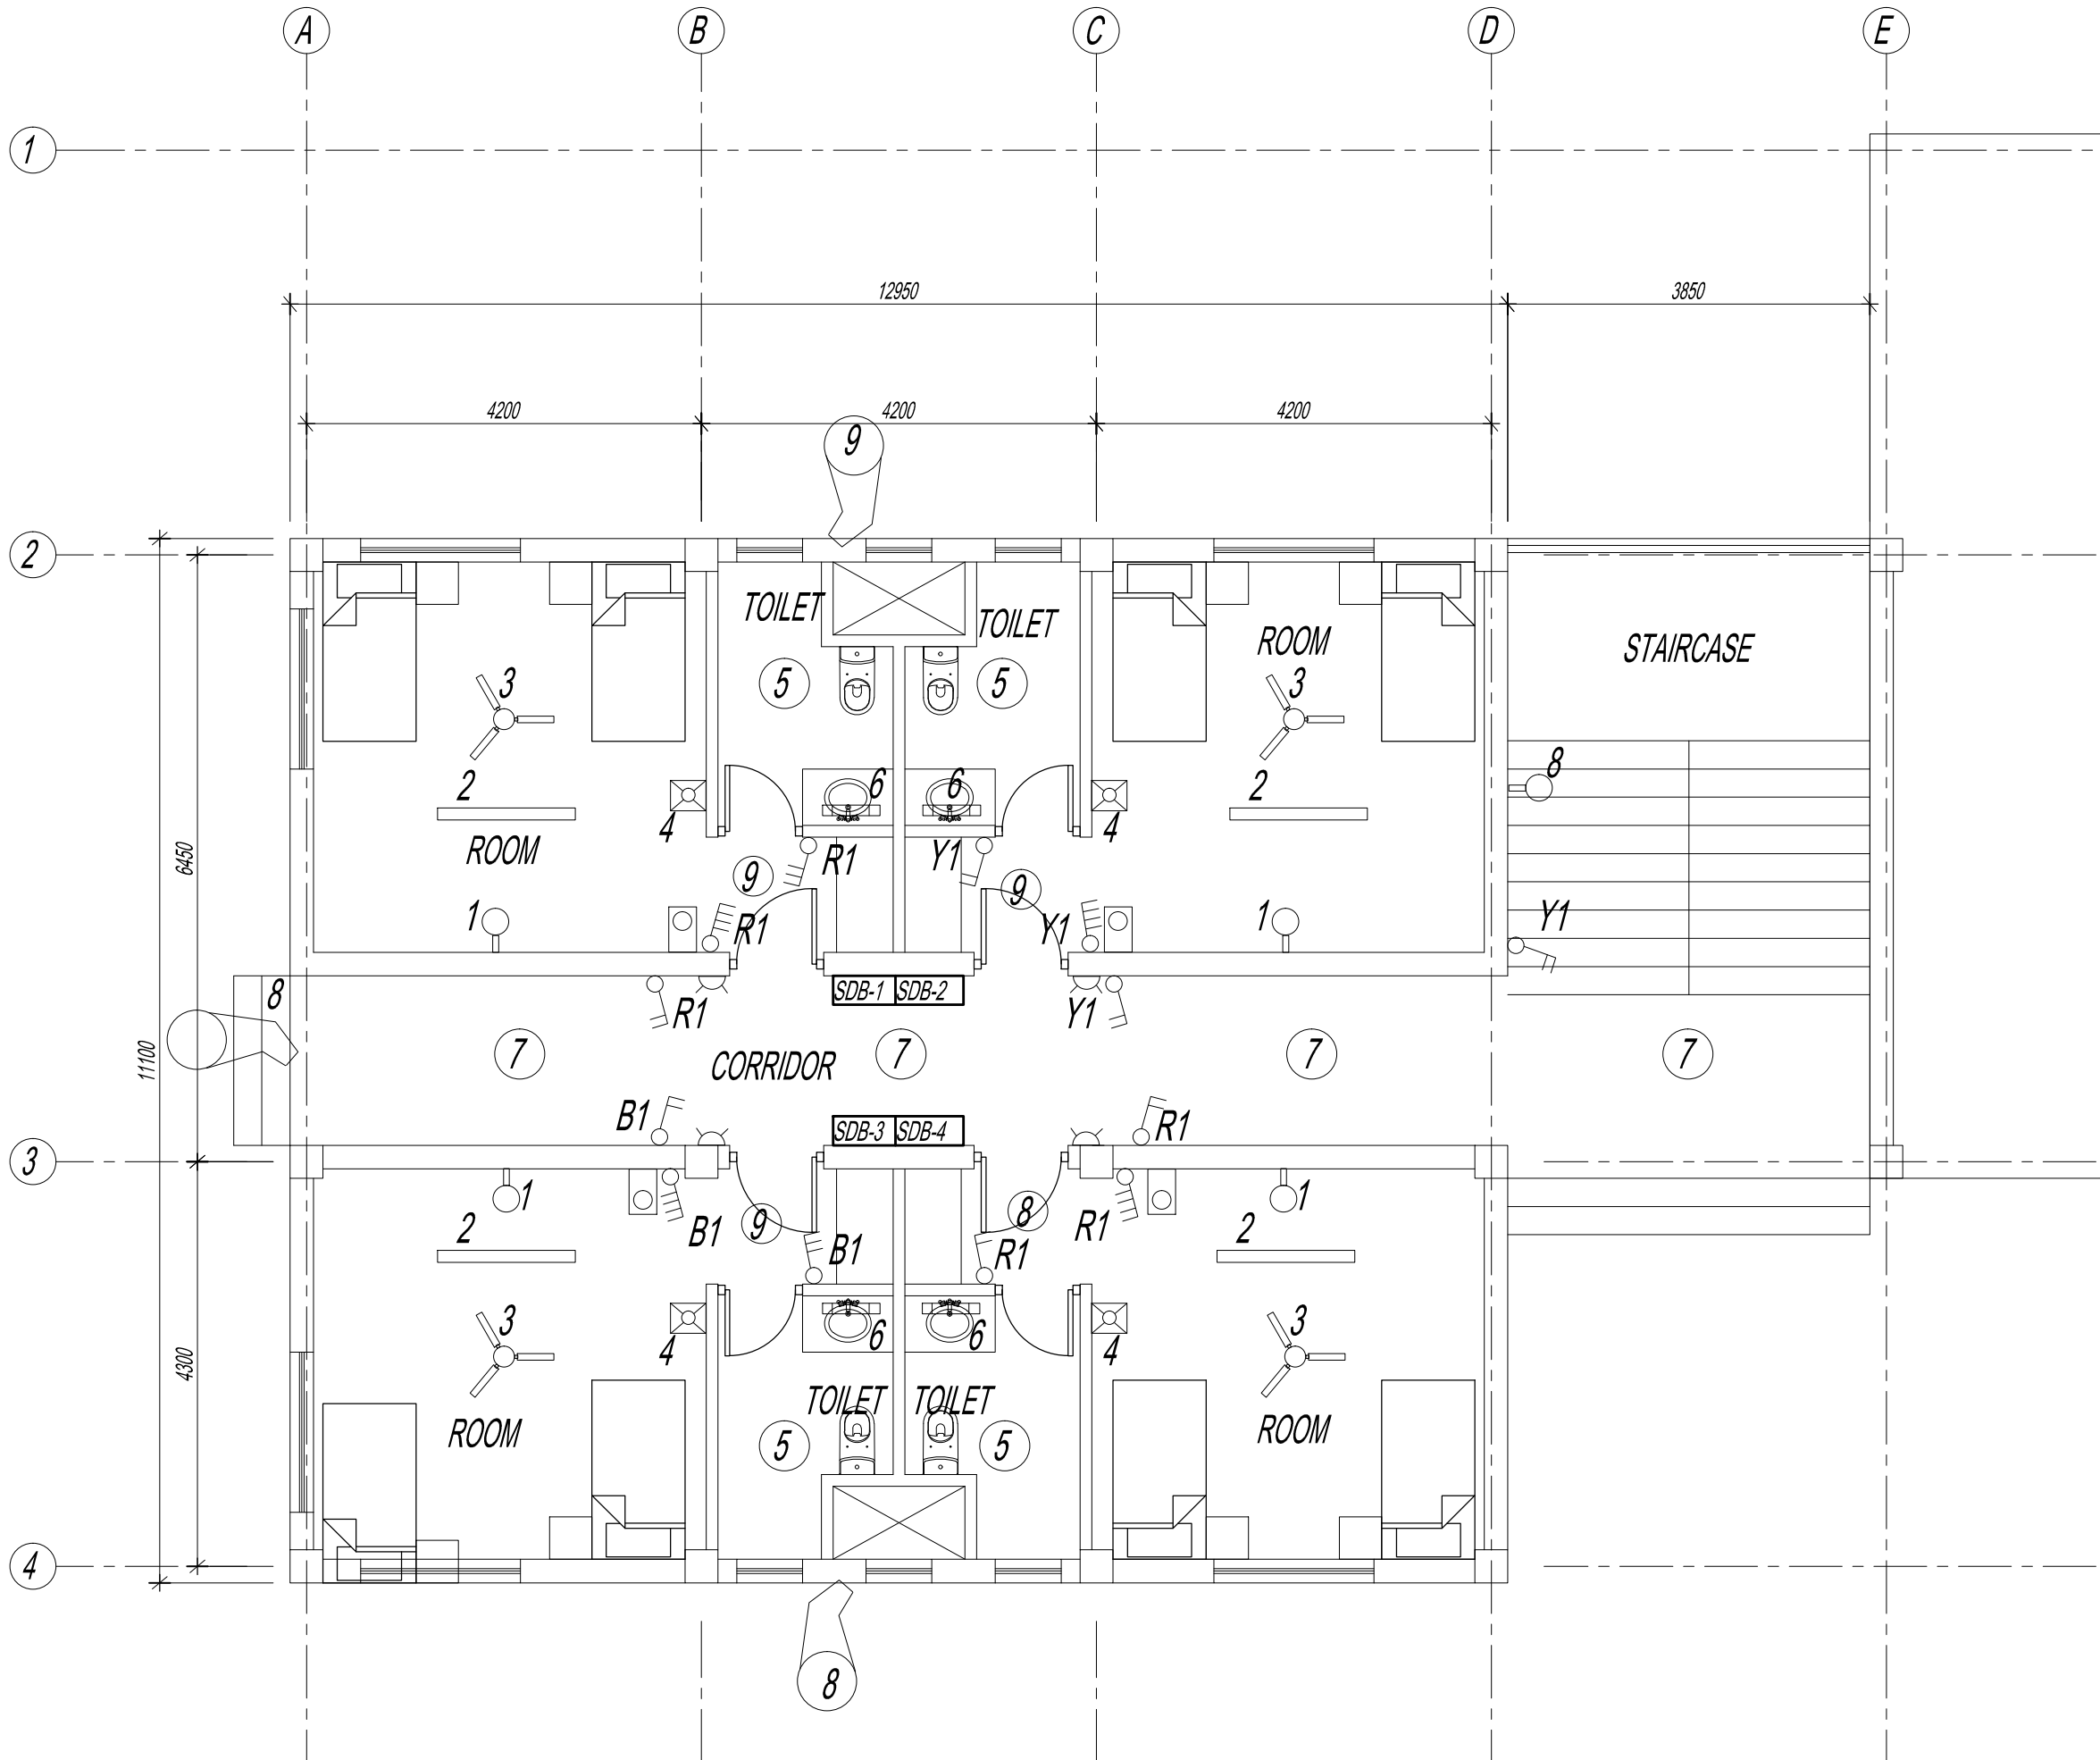 A B C D E
1
12950 3850
4200 4200 4200
9
2
TOILET TOILET
ROOM STAIRCASE
3 5 5 3
2 6 6 2 8
4 4
ROOM R1 Y1
9 9
1 R1 Y1 1 Y1
6450
8 SDB-1 SDB-2
R1 Y1
11100
7 CORRIDOR 7 7 7
B1 SDB-3 SDB-4 R1
3
1 1
2 B1 9 8 R1 2
B1 R1
3 6 6 3
4 4
4300
TOILET TOILET
ROOM ROOM
5 5
4
8